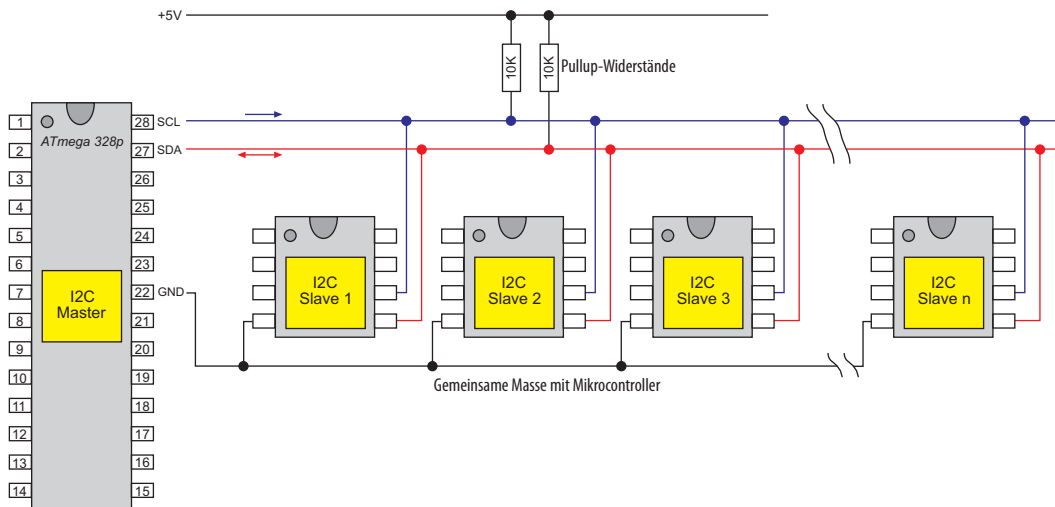 +5V
10K
10K
Pullup-Widerstände
ATmega 328p
I2C
Master
1
2
3
4
5
6
7
8
9
10
11
12
13
14
28
27
26
25
24
23
22
21
20
19
18
17
16
15
SCL
SDA
GND
I2C
Slave 1
I2C
Slave 2
I2C
Slave 3
I2C
Slave n
Gemeinsame Masse mit Mikrocontroller